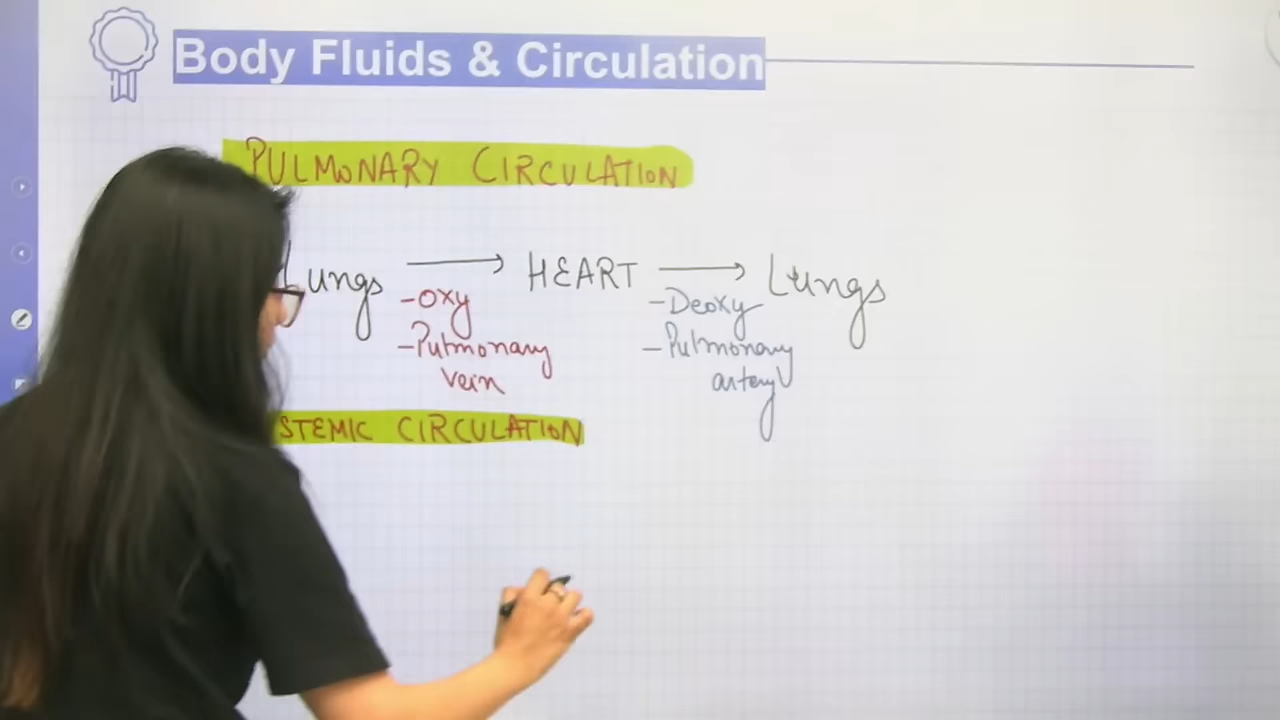 Body Fluids & Circulation
PULMONARY CIRCULATION
Lungs → HEART → Lungs
-Oxy
-Pulmonary
vein
-Deoxy
-Pulmonary
artery
STEMIC CIRCULATION